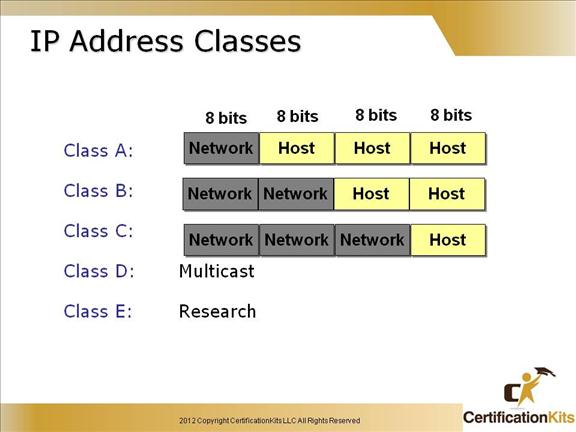 IP Address Classes
8 bits 8 bits 8 bits 8 bits
Class A: Network Host Host Host
Class B: Network Network Host Host
Class C: Network Network Network Host
Class D: Multicast
Class E: Research
2012 Copyright CertificationKits LLC All Rights Reserved
CK
CertificationKits